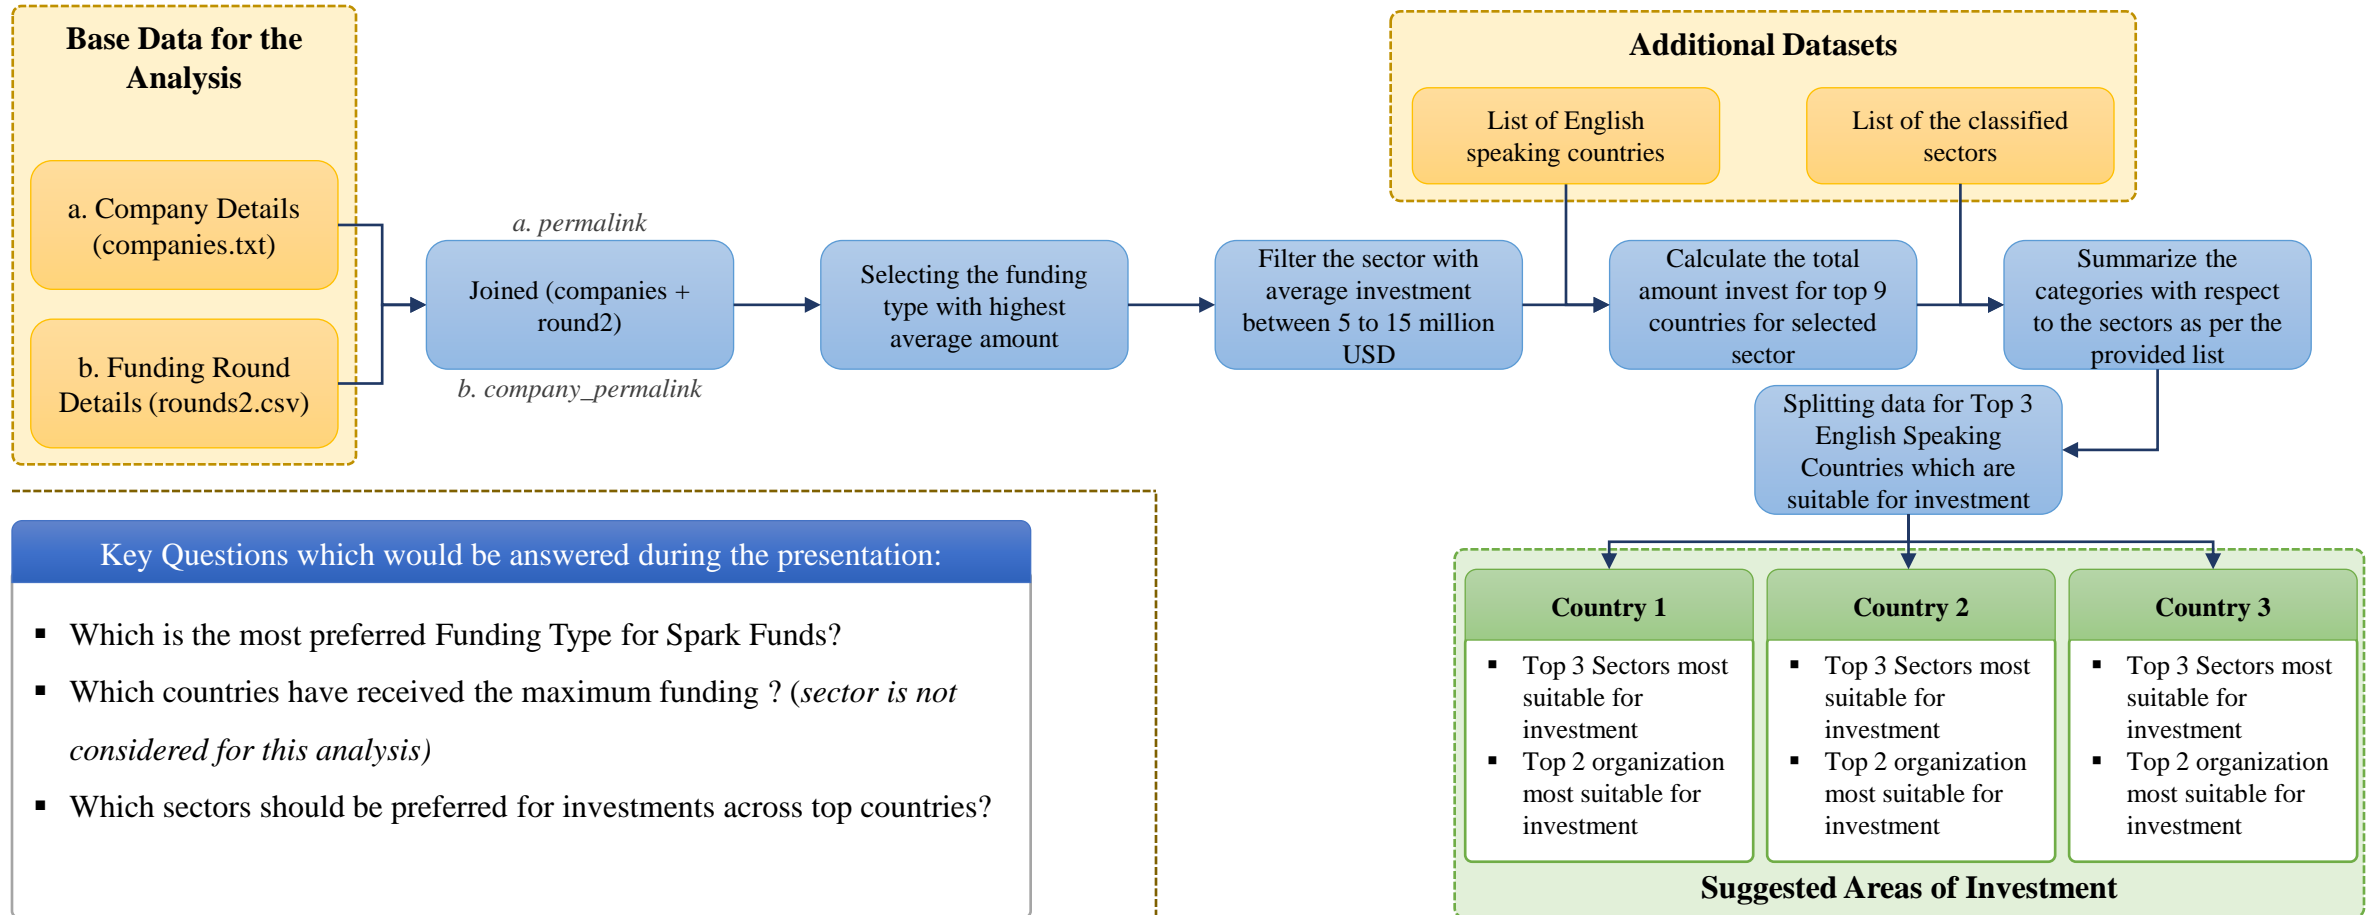 Base Data for the
Analysis
a. Company Details
(companies.txt)
b. Funding Round
Details (rounds2.csv)
a. permalink
Joined (companies +
round2)
b. company_permalink
Selecting the funding
type with highest
average amount
Filter the sector with
average investment
between 5 to 15 million
USD
Additional Datasets
List of English
speaking countries
List of the classified
sectors
Calculate the total
amount invest for top 9
countries for selected
sector
Summarize the
categories with respect
to the sectors as per the
provided list
Splitting data for Top 3
English Speaking
Countries which are
suitable for investment
Key Questions which would be answered during the presentation:
▪ Which is the most preferred Funding Type for Spark Funds?
▪ Which countries have received the maximum funding ? (sector is not
considered for this analysis)
▪ Which sectors should be preferred for investments across top countries?
Country 1
▪ Top 3 Sectors most
suitable for
investment
▪ Top 2 organization
most suitable for
investment
Country 2
▪ Top 3 Sectors most
suitable for
investment
▪ Top 2 organization
most suitable for
investment
Country 3
▪ Top 3 Sectors most
suitable for
investment
▪ Top 2 organization
most suitable for
investment
Suggested Areas of Investment